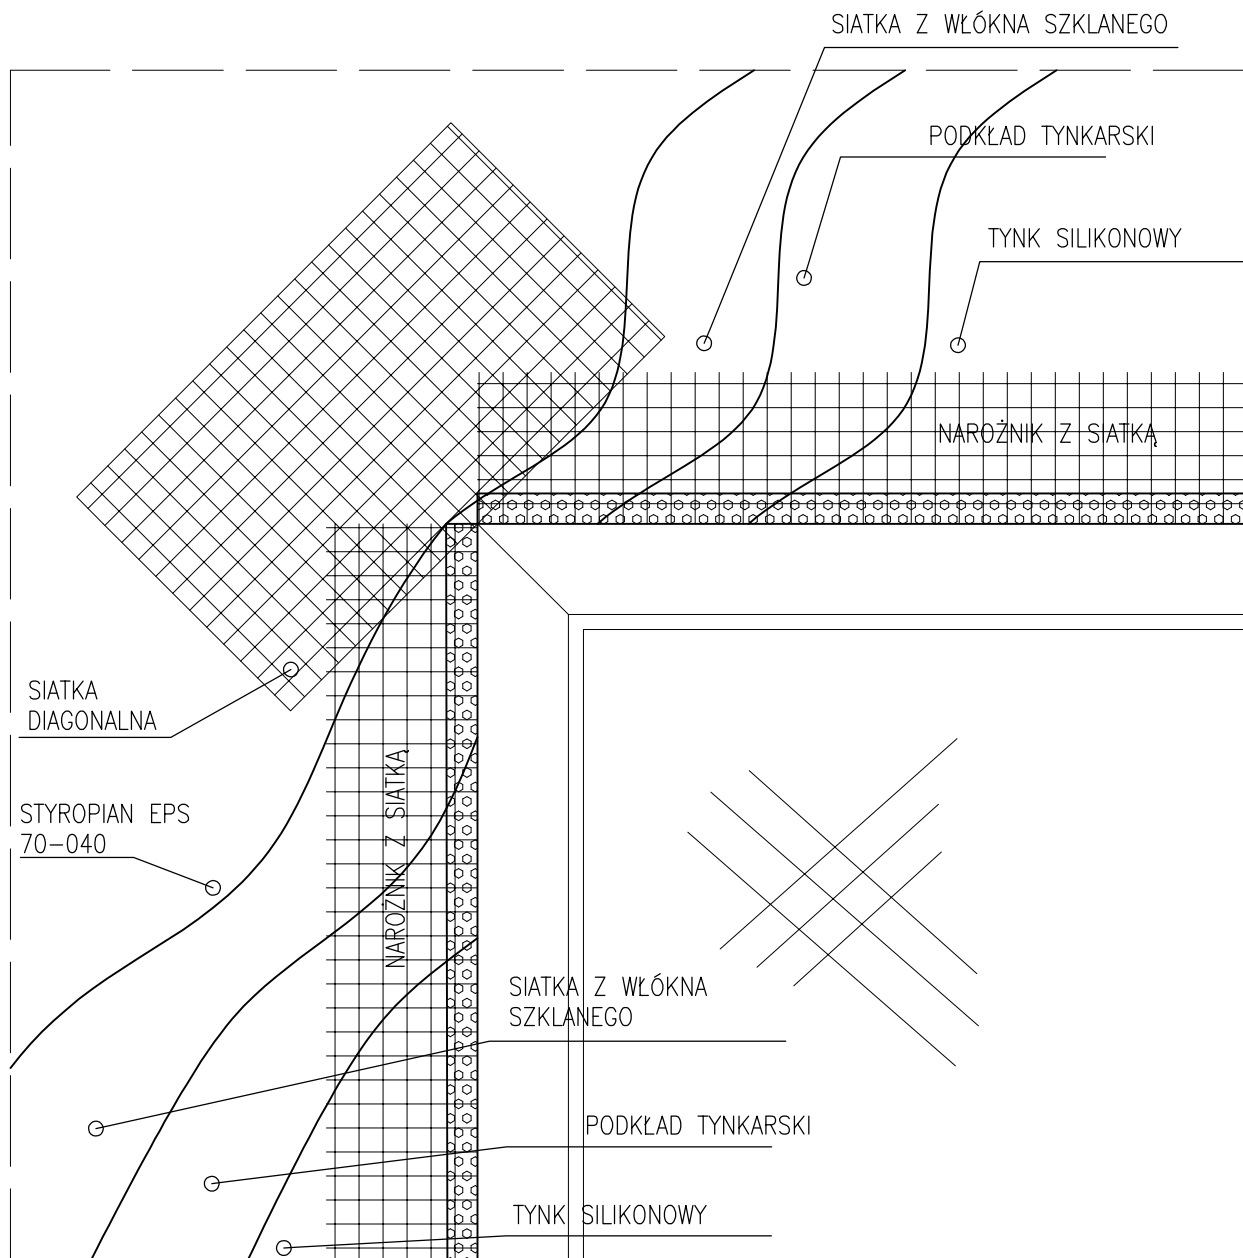 SIATKA Z WŁÓKNA SZKLANEGO
PODKŁAD TYNKARSKI
TYNK SILIKONOWY
NAROŻNIK Z SIATKĄ
SIATKA
DIAGONALNA
STYROPIAN EPS
70-040
NAROŻNIK Z SIATKĄ
SIATKA Z WŁÓKNA
SZKLANEGO
PODKŁAD TYNKARSKI
TYNK SILIKONOWY